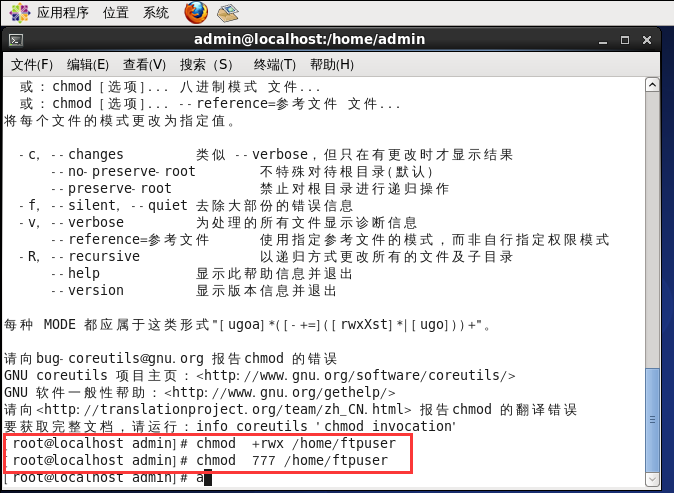 应用程序 位置 系统
admin@localhost:/home/admin
文件(F) 编辑(E) 查看(V) 搜索 (S) 终端(T) 帮助(H)
或：chmod [选项]... 八进制模式 文件...
或：chmod [选项]... --reference=参考文件 文件...
将每个文件的模式更改为指定值。
-c, --changes 类似 --verbose，但只在有更改时才显示结果
--no-preserve-root 不特殊对待根目录(默认)
--preserve-root 禁止对根目录进行递归操作
-f, --silent, --quiet 去除大部份的错误信息
-v, --verbose 为处理的所有文件显示诊断信息
--reference=参考文件 使用指定参考文件的模式，而非自行指定权限模式
-R, --recursive 以递归方式更改所有的文件及子目录
--help 显示此帮助信息并退出
--version 显示版本信息并退出
每种 MODE 都应属于这类形式"[ugoa]*([-+=]([rwxXst]*|[ugo]))+"。
请向bug-coreutils@gnu.org 报告chmod 的错误
GNU coreutils 项目主页：<http://www.gnu.org/software/coreutils/>
GNU 软件一般性帮助：<http://www.gnu.org/gethelp/>
请向<http://translationproject.org/team/zh_CN.html> 报告chmod 的翻译错误
要获取完整文档，请运行：info coreutils 'chmod invocation'
[root@localhost admin]# chmod  +rwx /home/ftpuser
[root@localhost admin]# chmod  777 /home/ftpuser
[root@localhost admin]# a